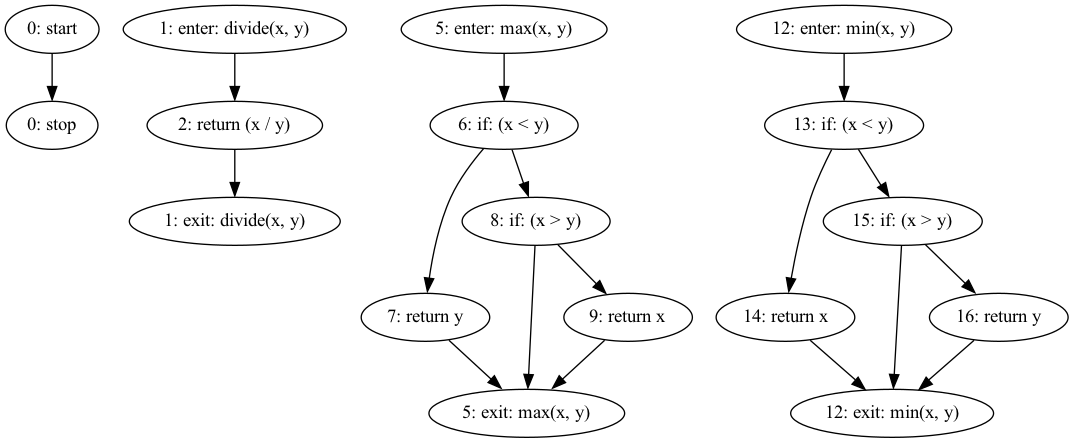 0: start
1: enter: divide(x, y)
5: enter: max(x, y)
12: enter: min(x, y)
0: stop
2: return (x / y)
6: if: (x < y)
13: if: (x < y)
1: exit: divide(x, y)
8: if: (x > y)
15: if: (x > y)
7: return y
9: return x
14: return x
16: return y
5: exit: max(x, y)
12: exit: min(x, y)